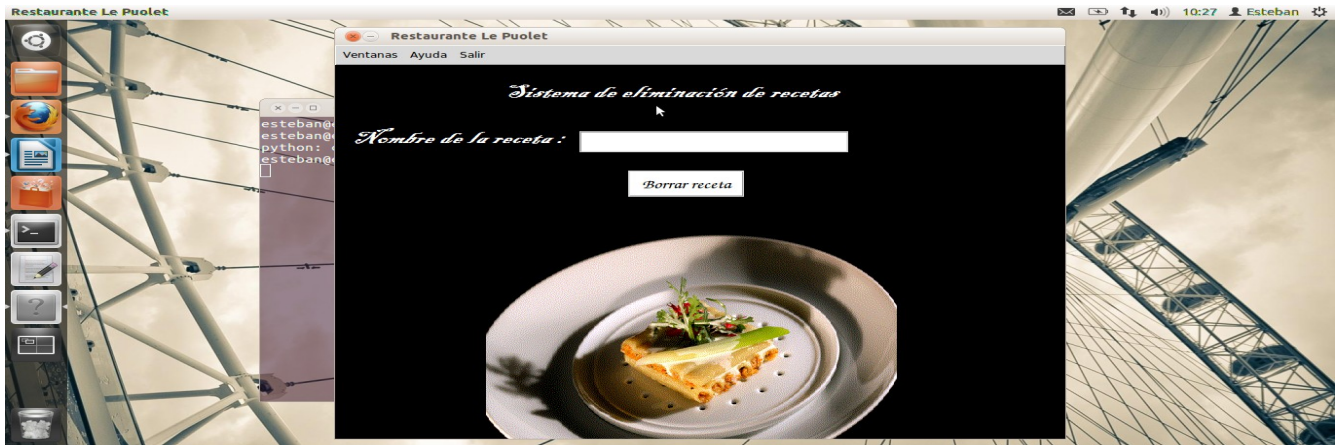 Restaurante Le Puolet
10:27 Esteban
Restaurante Le Puolet
Ventanas Ayuda Salir
Sistema de eliminación de recetas
Nombre de la receta :
Borrar receta
esteban@
esteban@
python:
esteban@
>_
?